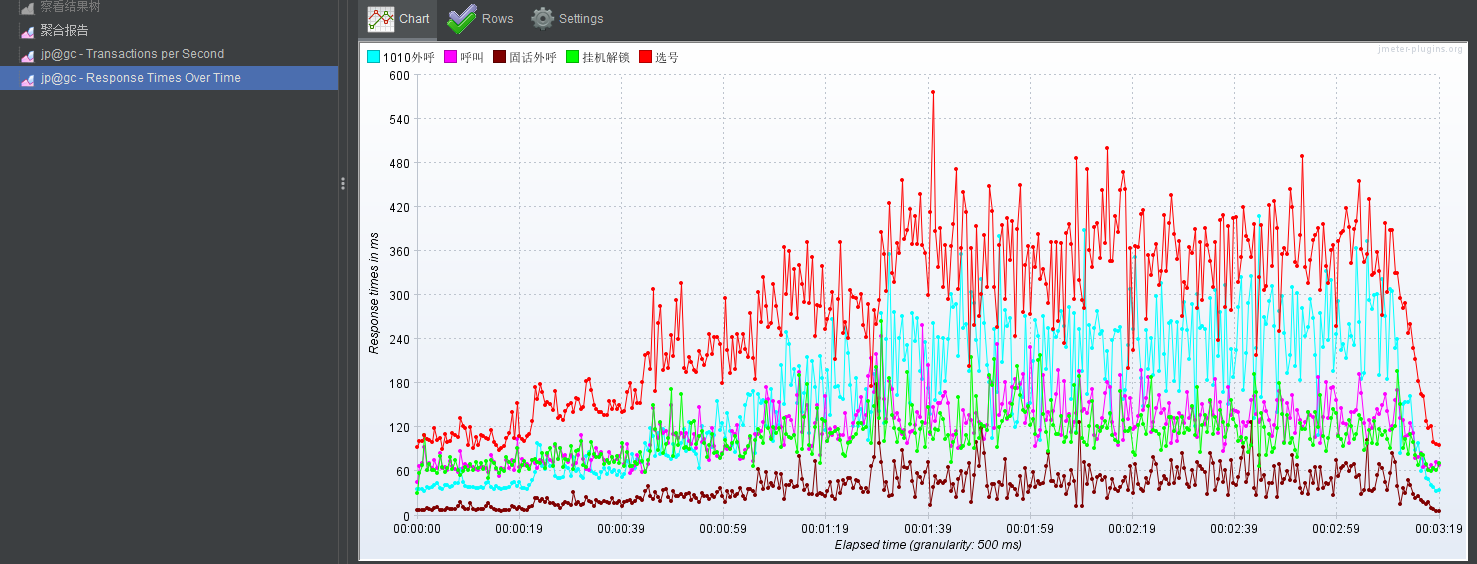 察看结果树
聚合报告
jp@gc - Transactions per Second
jp@gc - Response Times Over Time
Chart
Rows
Settings
jmeter-plugins.org
1010外呼 呼叫 固话外呼 挂机解锁 选号
600
540
480
420
360
300
240
180
120
60
0
Response times in ms
00:00:00 00:00:19 00:00:39 00:00:59 00:01:19 00:01:39 00:01:59 00:02:19 00:02:39 00:02:59 00:03:19
Elapsed time (granularity: 500 ms)